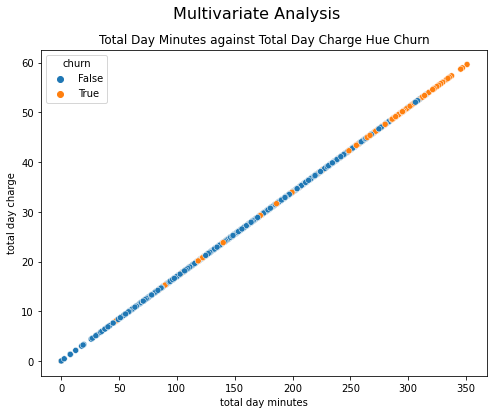 Multivariate Analysis
Total Day Minutes against Total Day Charge Hue Churn
churn
False
True
60
50
40
30
20
10
0
total day charge
0 50 100 150 200 250 300 350
total day minutes